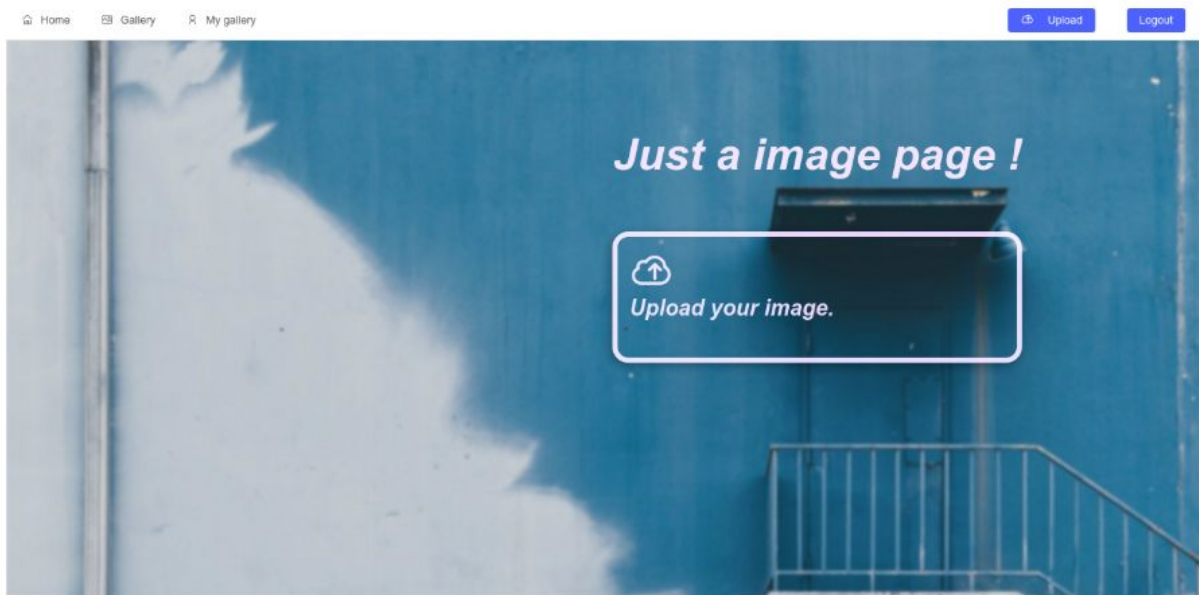 Home
Gallery
My gallery
Upload
Logout
Just a image page !
Upload your image.